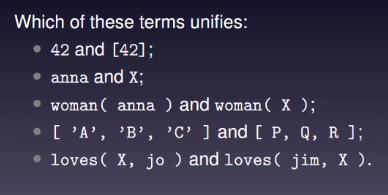 Which of these terms unifies:
• 42 and [42];
• anna and X;
• woman( anna ) and woman( X );
• [ ’A’, ’B’, ’C’ ] and [ P, Q, R ];
• loves( X, jo ) and loves( jim, X ).